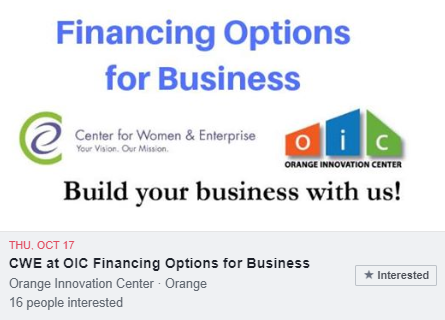 Financing Options
for Business
Center for Women & Enterprise
Your Vision. Our Mission.
oic
ORANGE INNOVATION CENTER
Build your business with us!
THU, OCT 17
CWE at OIC Financing Options for Business
Orange Innovation Center · Orange
16 people interested
★ Interested